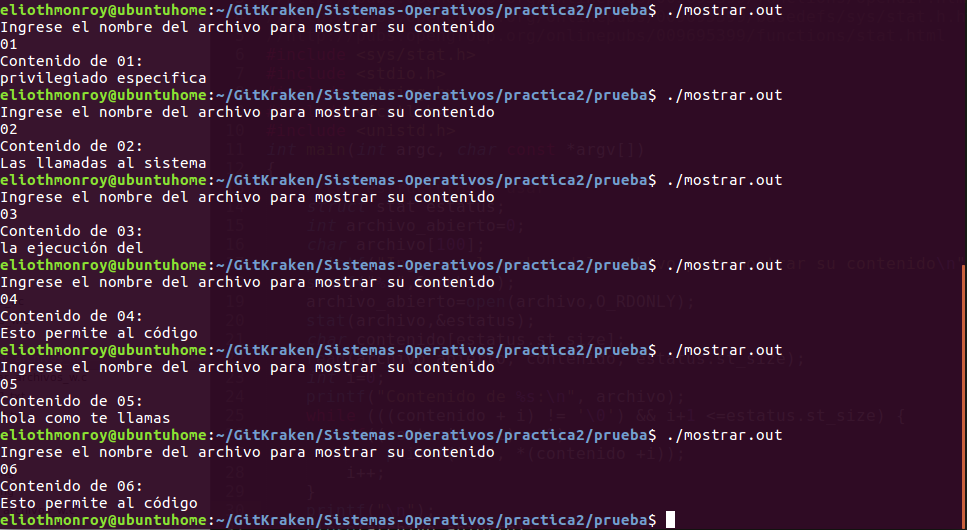 eliothmonroy@ubuntuhome:~/GitKraken/Sistemas-Operativos/practica2/prueba$ ./mostrar.out
Ingrese el nombre del archivo para mostrar su contenido
01
Contenido de 01:
privilegiado especifica
eliothmonroy@ubuntuhome:~/GitKraken/Sistemas-Operativos/practica2/prueba$ ./mostrar.out
Ingrese el nombre del archivo para mostrar su contenido
02
Contenido de 02:
Las llamadas al sistema
eliothmonroy@ubuntuhome:~/GitKraken/Sistemas-Operativos/practica2/prueba$ ./mostrar.out
Ingrese el nombre del archivo para mostrar su contenido
03
Contenido de 03:
la ejecución del
eliothmonroy@ubuntuhome:~/GitKraken/Sistemas-Operativos/practica2/prueba$ ./mostrar.out
Ingrese el nombre del archivo para mostrar su contenido
04
Contenido de 04:
Esto permite al código
eliothmonroy@ubuntuhome:~/GitKraken/Sistemas-Operativos/practica2/prueba$ ./mostrar.out
Ingrese el nombre del archivo para mostrar su contenido
05
Contenido de 05:
hola como te llamas
eliothmonroy@ubuntuhome:~/GitKraken/Sistemas-Operativos/practica2/prueba$ ./mostrar.out
Ingrese el nombre del archivo para mostrar su contenido
06
Contenido de 06:
Esto permite al código
eliothmonroy@ubuntuhome:~/GitKraken/Sistemas-Operativos/practica2/prueba$